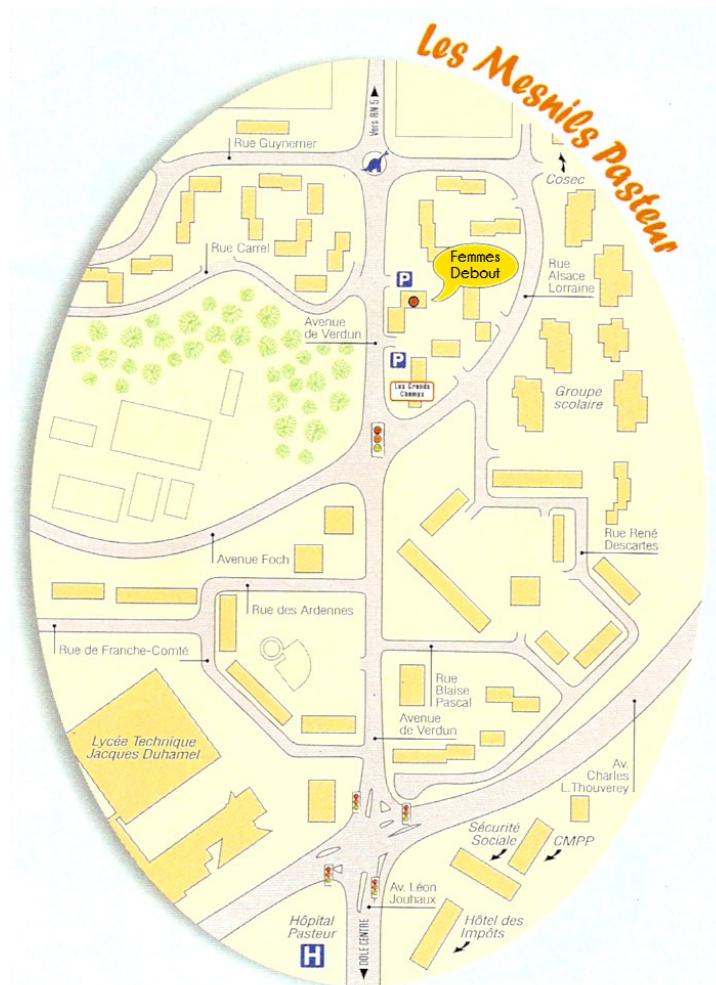 Les Mesnils Pasteur
Vers RN 5
Rue Guynemer
Cosec
Rue Carrel
Femmes
Debout
Rue
Alsace
Lorraine
P
Avenue
de Verdun
P
Les Grands
Champs
Groupe
scolaire
Rue René
Descartes
Avenue Foch
Rue des Ardennes
Rue de Franche-Comté
Rue
Blaise
Pascal
Avenue
de Verdun
Lycée Technique
Jacques Duhamel
Av.
Charles
L.Thouverey
Sécurité
Sociale
CMPP
Av. Léon
Jouhaux
Hôpital
Pasteur
H
DOLE CENTRE
Hôtel des
Impôts